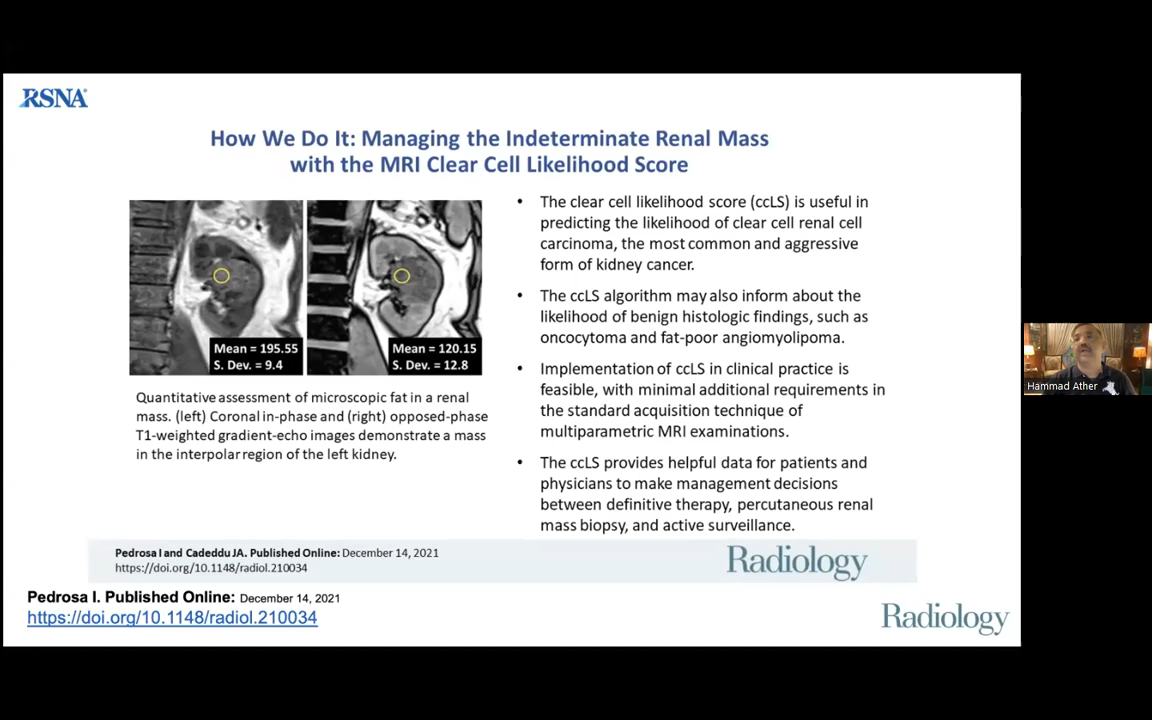 RSNA
How We Do It: Managing the Indeterminate Renal Mass
with the MRI Clear Cell Likelihood Score
Mean = 195.55
S. Dev. = 9.4
Mean = 120.15
S. Dev. = 12.8
Quantitative assessment of microscopic fat in a renal
mass. (left) Coronal in-phase and (right) opposed-phase
T1-weighted gradient-echo images demonstrate a mass
in the interpolar region of the left kidney.
• The clear cell likelihood score (ccLS) is useful in
predicting the likelihood of clear cell renal cell
carcinoma, the most common and aggressive
form of kidney cancer.
• The ccLS algorithm may also inform about the
likelihood of benign histologic findings, such as
oncocytoma and fat-poor angiomyolipoma.
• Implementation of ccLS in clinical practice is
feasible, with minimal additional requirements in
the standard acquisition technique of
multiparametric MRI examinations.
• The ccLS provides helpful data for patients and
physicians to make management decisions
between definitive therapy, percutaneous renal
mass biopsy, and active surveillance.
Pedrosa I and Cadeddu JA. Published Online: December 14, 2021
https://doi.org/10.1148/radiol.210034
Radiology
Pedrosa I. Published Online: December 14, 2021
https://doi.org/10.1148/radiol.210034
Radiology
Hammad Ather